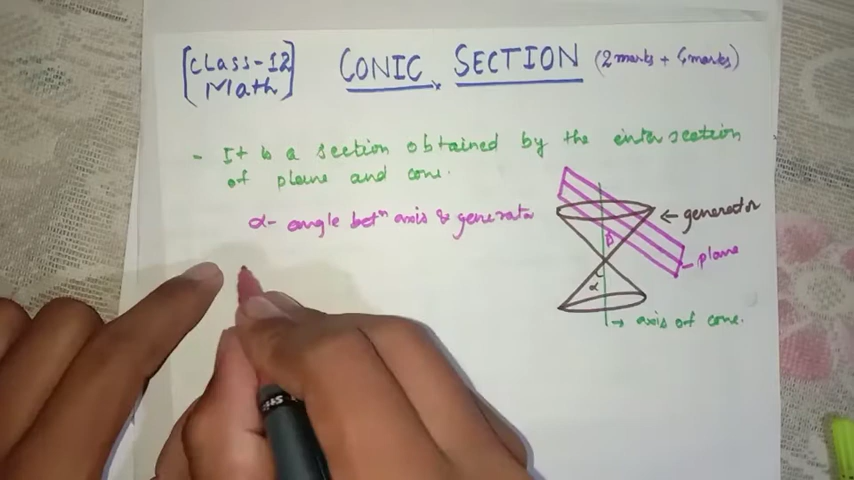 [Class-12 Math]
CONIC SECTION (2 marks + 4 marks)
- It is a section obtained by the intersection
of plane and cone.
α- angle betⁿ axis & generator
← generator
β
plane
α
→ axis of cone.